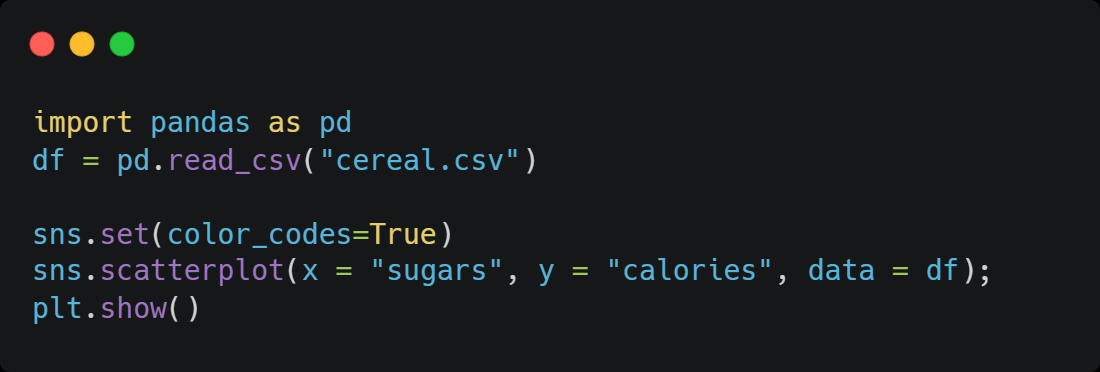 import pandas as pd
df = pd.read_csv("cereal.csv")
sns.set(color_codes=True)
sns.scatterplot(x = "sugars", y = "calories", data = df);
plt.show()